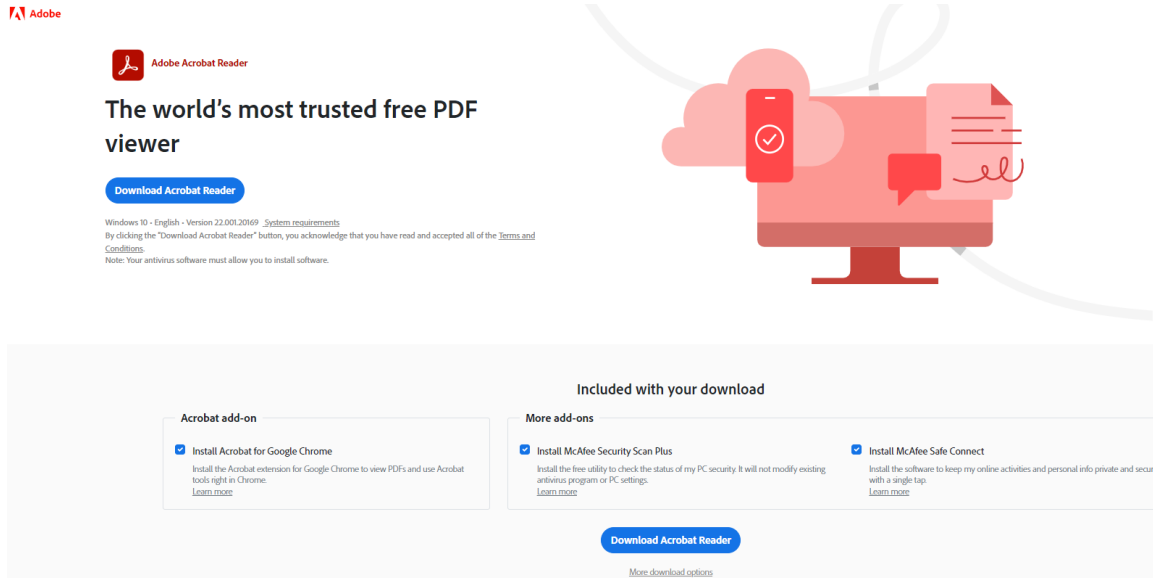 Adobe
Adobe Acrobat Reader
The world's most trusted free PDF
viewer
Download Acrobat Reader
Windows 10 - English - Version 22.001.20169 System requirements
By clicking the "Download Acrobat Reader" button, you acknowledge that you have read and accepted all of the Terms and
Conditions.
Note: Your antivirus software must allow you to install software.
Included with your download
Acrobat add-on
Install Acrobat for Google Chrome
Install the Acrobat extension for Google Chrome to view PDFs and use Acrobat
tools right in Chrome.
Learn more
More add-ons
Install McAfee Security Scan Plus
Install the free utility to check the status of my PC security. It will not modify existing
antivirus program or PC settings.
Learn more
Install McAfee Safe Connect
Install the software to keep my online activities and personal info private and secur
with a single tap.
Learn more
Download Acrobat Reader
More download options